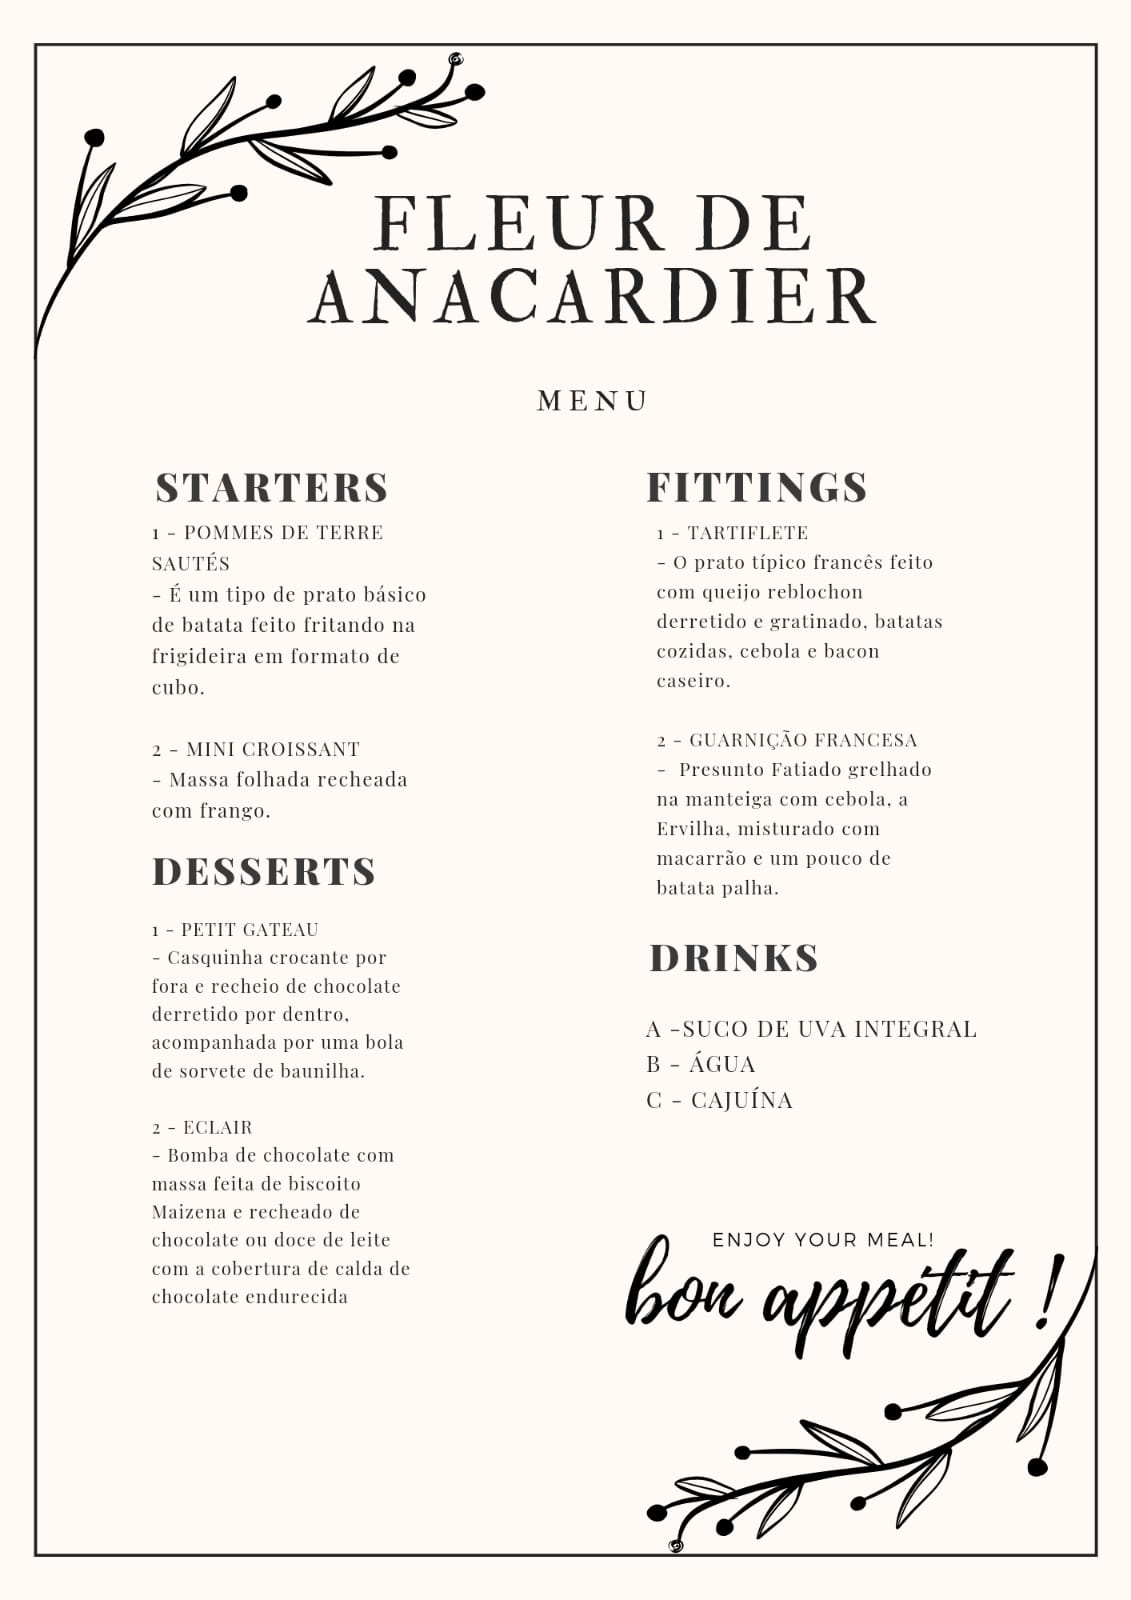 FLEUR DE
ANACARDIER
MENU
STARTERS
1 - POMMES DE TERRE
SAUTÉS
- É um tipo de prato básico
de batata feito fritando na
frigideira em formato de
cubo.
2 - MINI CROISSANT
- Massa folhada recheada
com frango.
DESSERTS
1 - PETIT GATEAU
- Casquinha crocante por
fora e recheio de chocolate
derretido por dentro,
acompanhada por uma bola
de sorvete de baunilha.
2 - ECLAIR
- Bomba de chocolate com
massa feita de biscoito
Maizena e recheado de
chocolate ou doce de leite
com a cobertura de calda de
chocolate endurecida
FITTINGS
1 - TARTIFLETE
- O prato típico francês feito
com queijo reblochon
derretido e gratinado, batatas
cozidas, cebola e bacon
caseiro.
2 - GUARNIÇÃO FRANCESA
-  Presunto Fatiado grelhado
na manteiga com cebola, a
Ervilha, misturado com
macarrão e um pouco de
batata palha.
DRINKS
A -SUCO DE UVA INTEGRAL
B - ÁGUA
C - CAJUÍNA
ENJOY YOUR MEAL!
bon appétit !